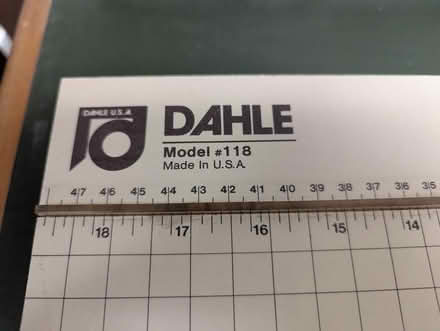 DAHLE U.S.A.
DAHLE
Model #118
Made In U.S.A.
47 46 45 44 43 42 41 40 39 38 37 36 35
18 17 16 15 14